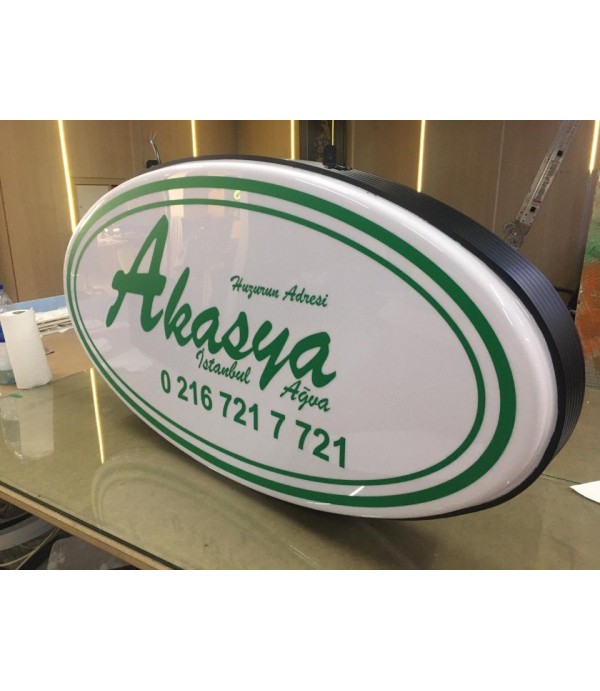 Huzurun Adresi
Akasya
İstanbul Ağva
0 216 721 7 721